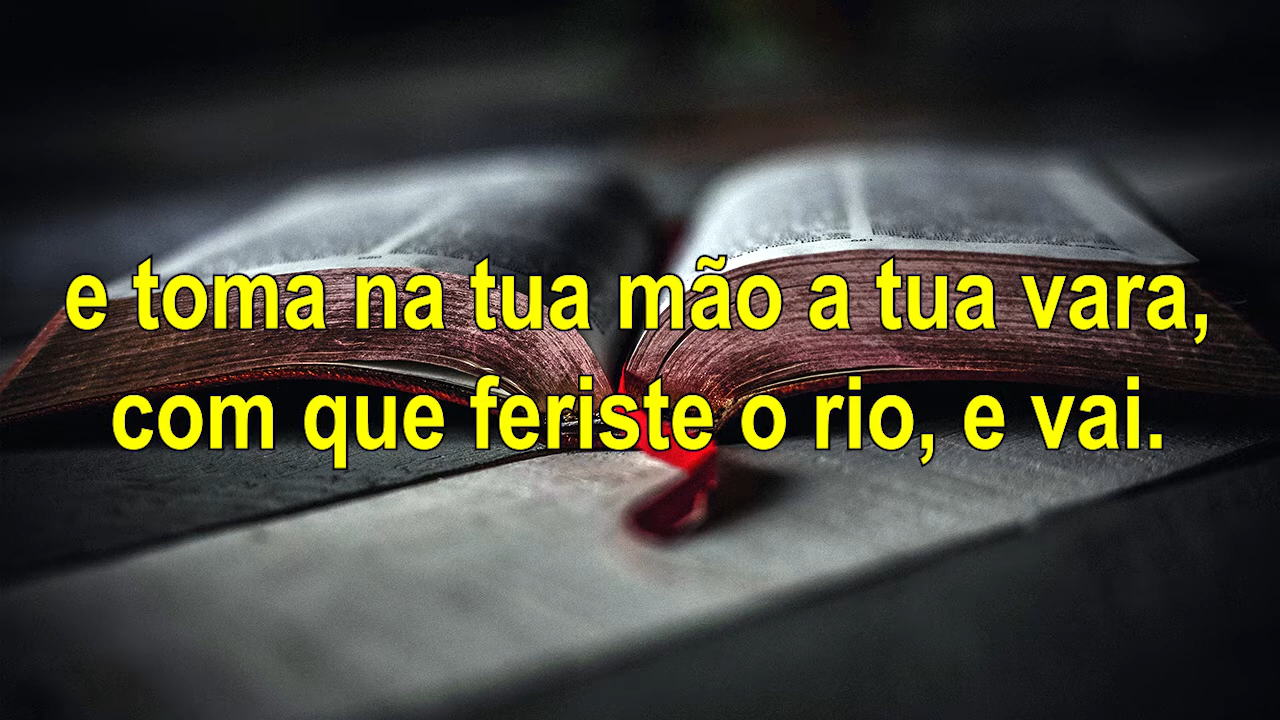 e toma na tua mão a tua vara,
com que feriste o rio, e vai.